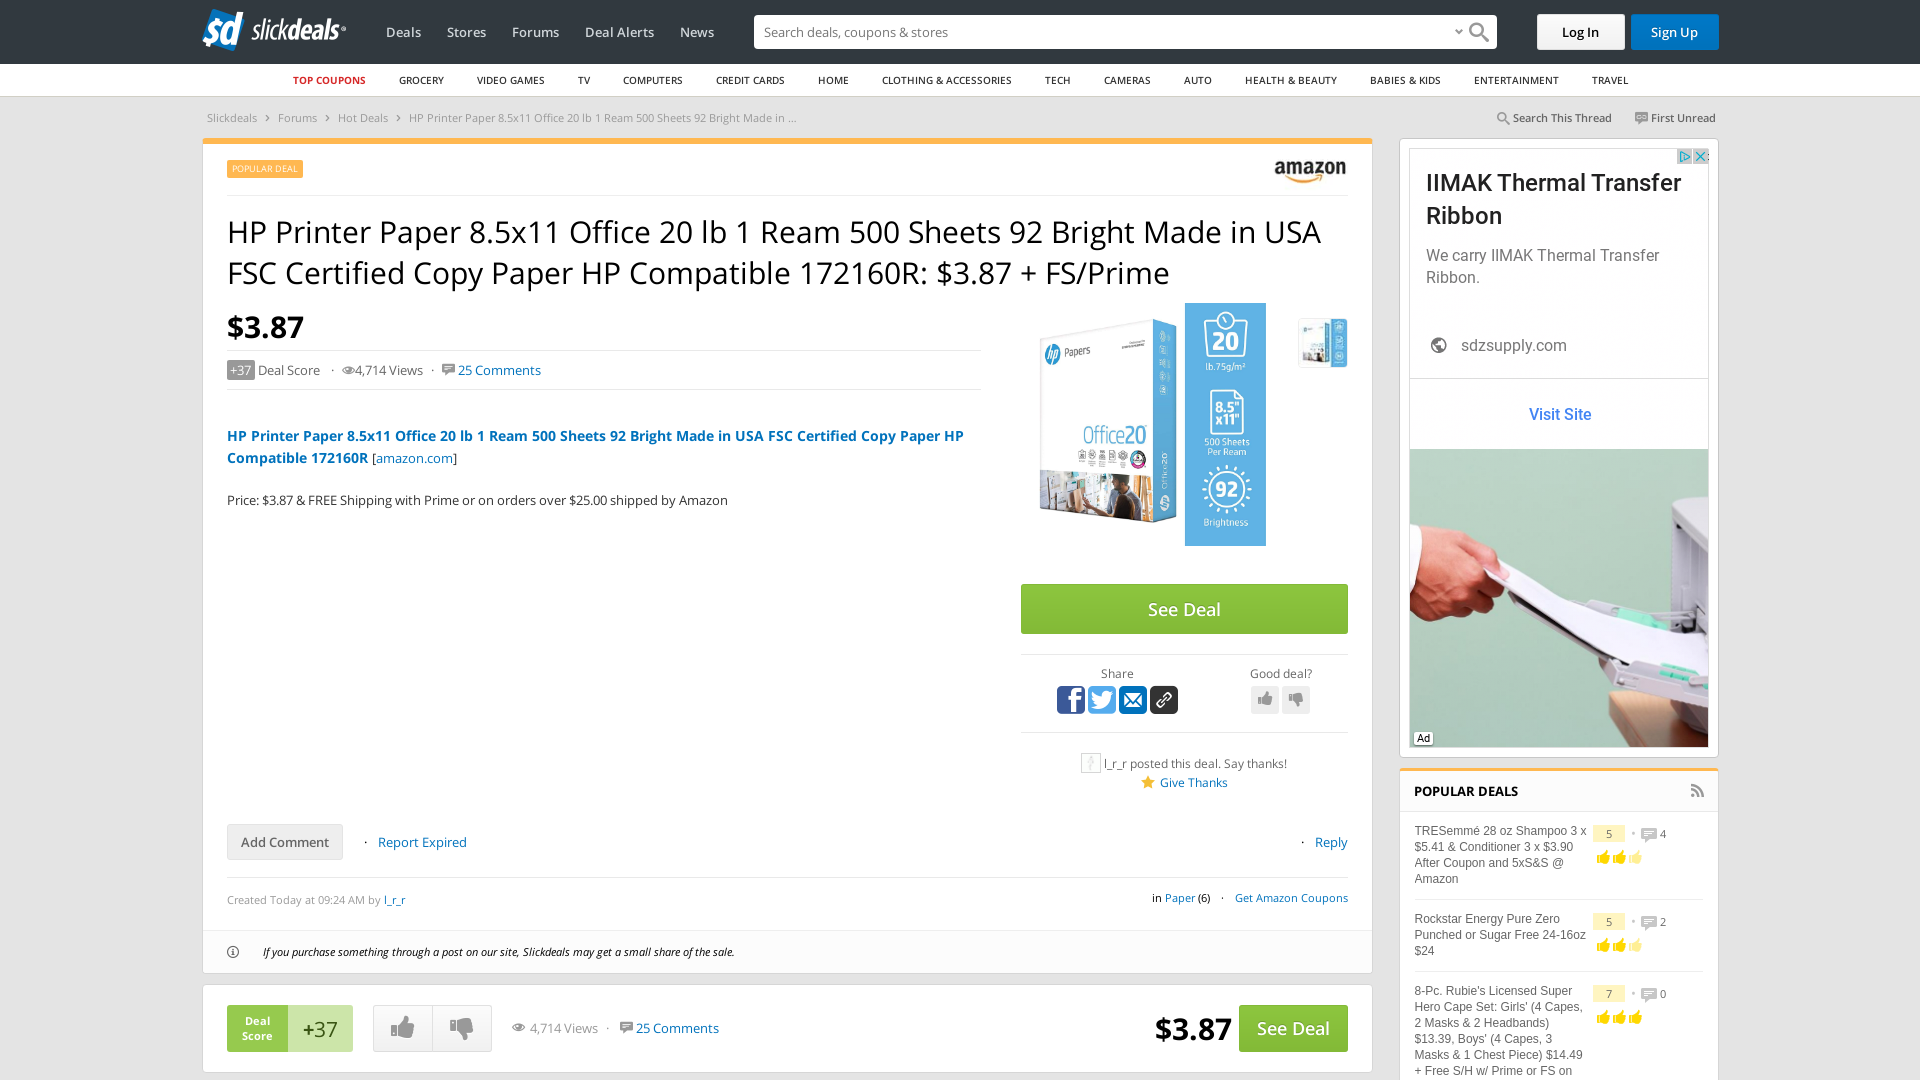 slickdeals
Deals
Stores
Forums
Deal Alerts
News
Search deals, coupons & stores
Log In
Sign Up
TOP COUPONS
GROCERY
VIDEO GAMES
TV
COMPUTERS
CREDIT CARDS
HOME
CLOTHING & ACCESSORIES
TECH
CAMERAS
AUTO
HEALTH & BEAUTY
BABIES & KIDS
ENTERTAINMENT
TRAVEL
Slickdeals › Forums › Hot Deals › HP Printer Paper 8.5x11 Office 20 lb 1 Ream 500 Sheets 92 Bright Made in ...
Search This Thread
First Unread
POPULAR DEAL
amazon
HP Printer Paper 8.5x11 Office 20 lb 1 Ream 500 Sheets 92 Bright Made in USA
FSC Certified Copy Paper HP Compatible 172160R: $3.87 + FS/Prime
$3.87
+37 Deal Score · 4,714 Views · 25 Comments
HP Printer Paper 8.5x11 Office 20 lb 1 Ream 500 Sheets 92 Bright Made in USA FSC Certified Copy Paper HP
Compatible 172160R [amazon.com]
Price: $3.87 & FREE Shipping with Prime or on orders over $25.00 shipped by Amazon
hp Papers
Office20
Office20
20
lb.75g/m²
8.5"
x11"
500 Sheets
Per Ream
92
Brightness
See Deal
Share
Good deal?
l_r_r posted this deal. Say thanks!
Give Thanks
Add Comment
· Report Expired
· Reply
Created Today at 09:24 AM by l_r_r
in Paper (6) · Get Amazon Coupons
If you purchase something through a post on our site, Slickdeals may get a small share of the sale.
Deal
Score
+37
4,714 Views · 25 Comments
$3.87
See Deal
IIMAK Thermal Transfer
Ribbon
We carry IIMAK Thermal Transfer
Ribbon.
sdzsupply.com
Visit Site
Ad
POPULAR DEALS
TRESemmé 28 oz Shampoo 3 x
$5.41 & Conditioner 3 x $3.90
After Coupon and 5xS&S @
Amazon
5 • 4
Rockstar Energy Pure Zero
Punched or Sugar Free 24-16oz
$24
5 • 2
8-Pc. Rubie's Licensed Super
Hero Cape Set: Girls' (4 Capes,
2 Masks & 2 Headbands)
$13.39, Boys' (4 Capes, 3
Masks & 1 Chest Piece) $14.49
+ Free S/H w/ Prime or FS on
7 • 0